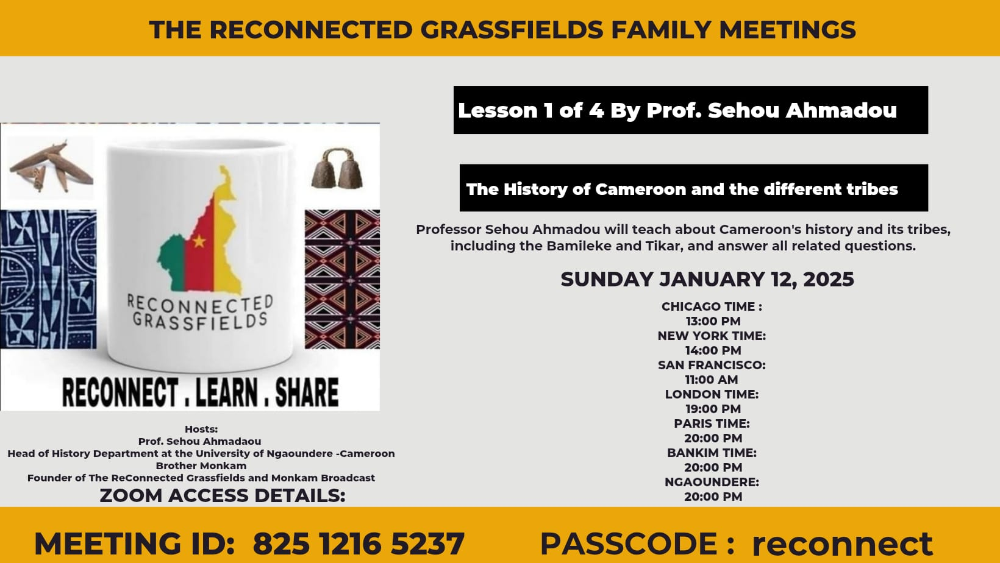 THE RECONNECTED GRASSFIELDS FAMILY MEETINGS
Lesson 1 of 4 By Prof. Sehou Ahmadou
The History of Cameroon and the different tribes
Professor Sehou Ahmadou will teach about Cameroon's history and its tribes,
including the Bamileke and Tikar, and answer all related questions.
SUNDAY JANUARY 12, 2025
CHICAGO TIME :
13:00 PM
NEW YORK TIME:
14:00 PM
SAN FRANCISCO:
11:00 AM
LONDON TIME:
19:00 PM
PARIS TIME:
20:00 PM
BANKIM TIME:
20:00 PM
NGAOUNDERE:
20:00 PM
RECONNECTED
GRASSFIELDS
RECONNECT . LEARN . SHARE
Hosts:
Prof. Sehou Ahmadaou
Head of History Department at the University of Ngaoundere -Cameroon
Brother Monkam
Founder of The ReConnected Grassfields and Monkam Broadcast
ZOOM ACCESS DETAILS:
MEETING ID: 825 1216 5237
PASSCODE : reconnect